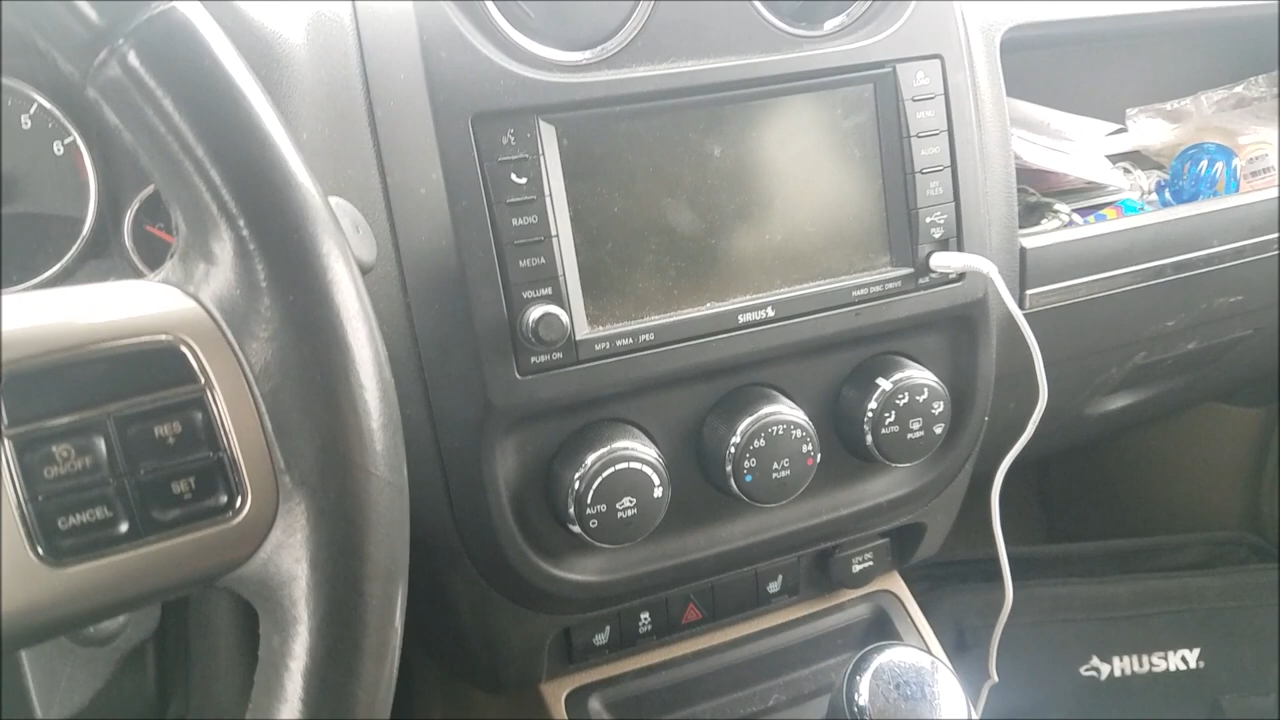 5
6
RADIO
MEDIA
VOLUME
PUSH ON
MP3 · WMA · JPEG
SIRIUS
HARD DISC DRIVE
LOAD
MENU
AUDIO
MY
FILES
PULL
AUX
ON/OFF
RES
+
CANCEL
SET
-
AUTO
PUSH
60
66
72°
78
84
A/C
PUSH
AUTO
PUSH
OFF
12V DC
HUSKY